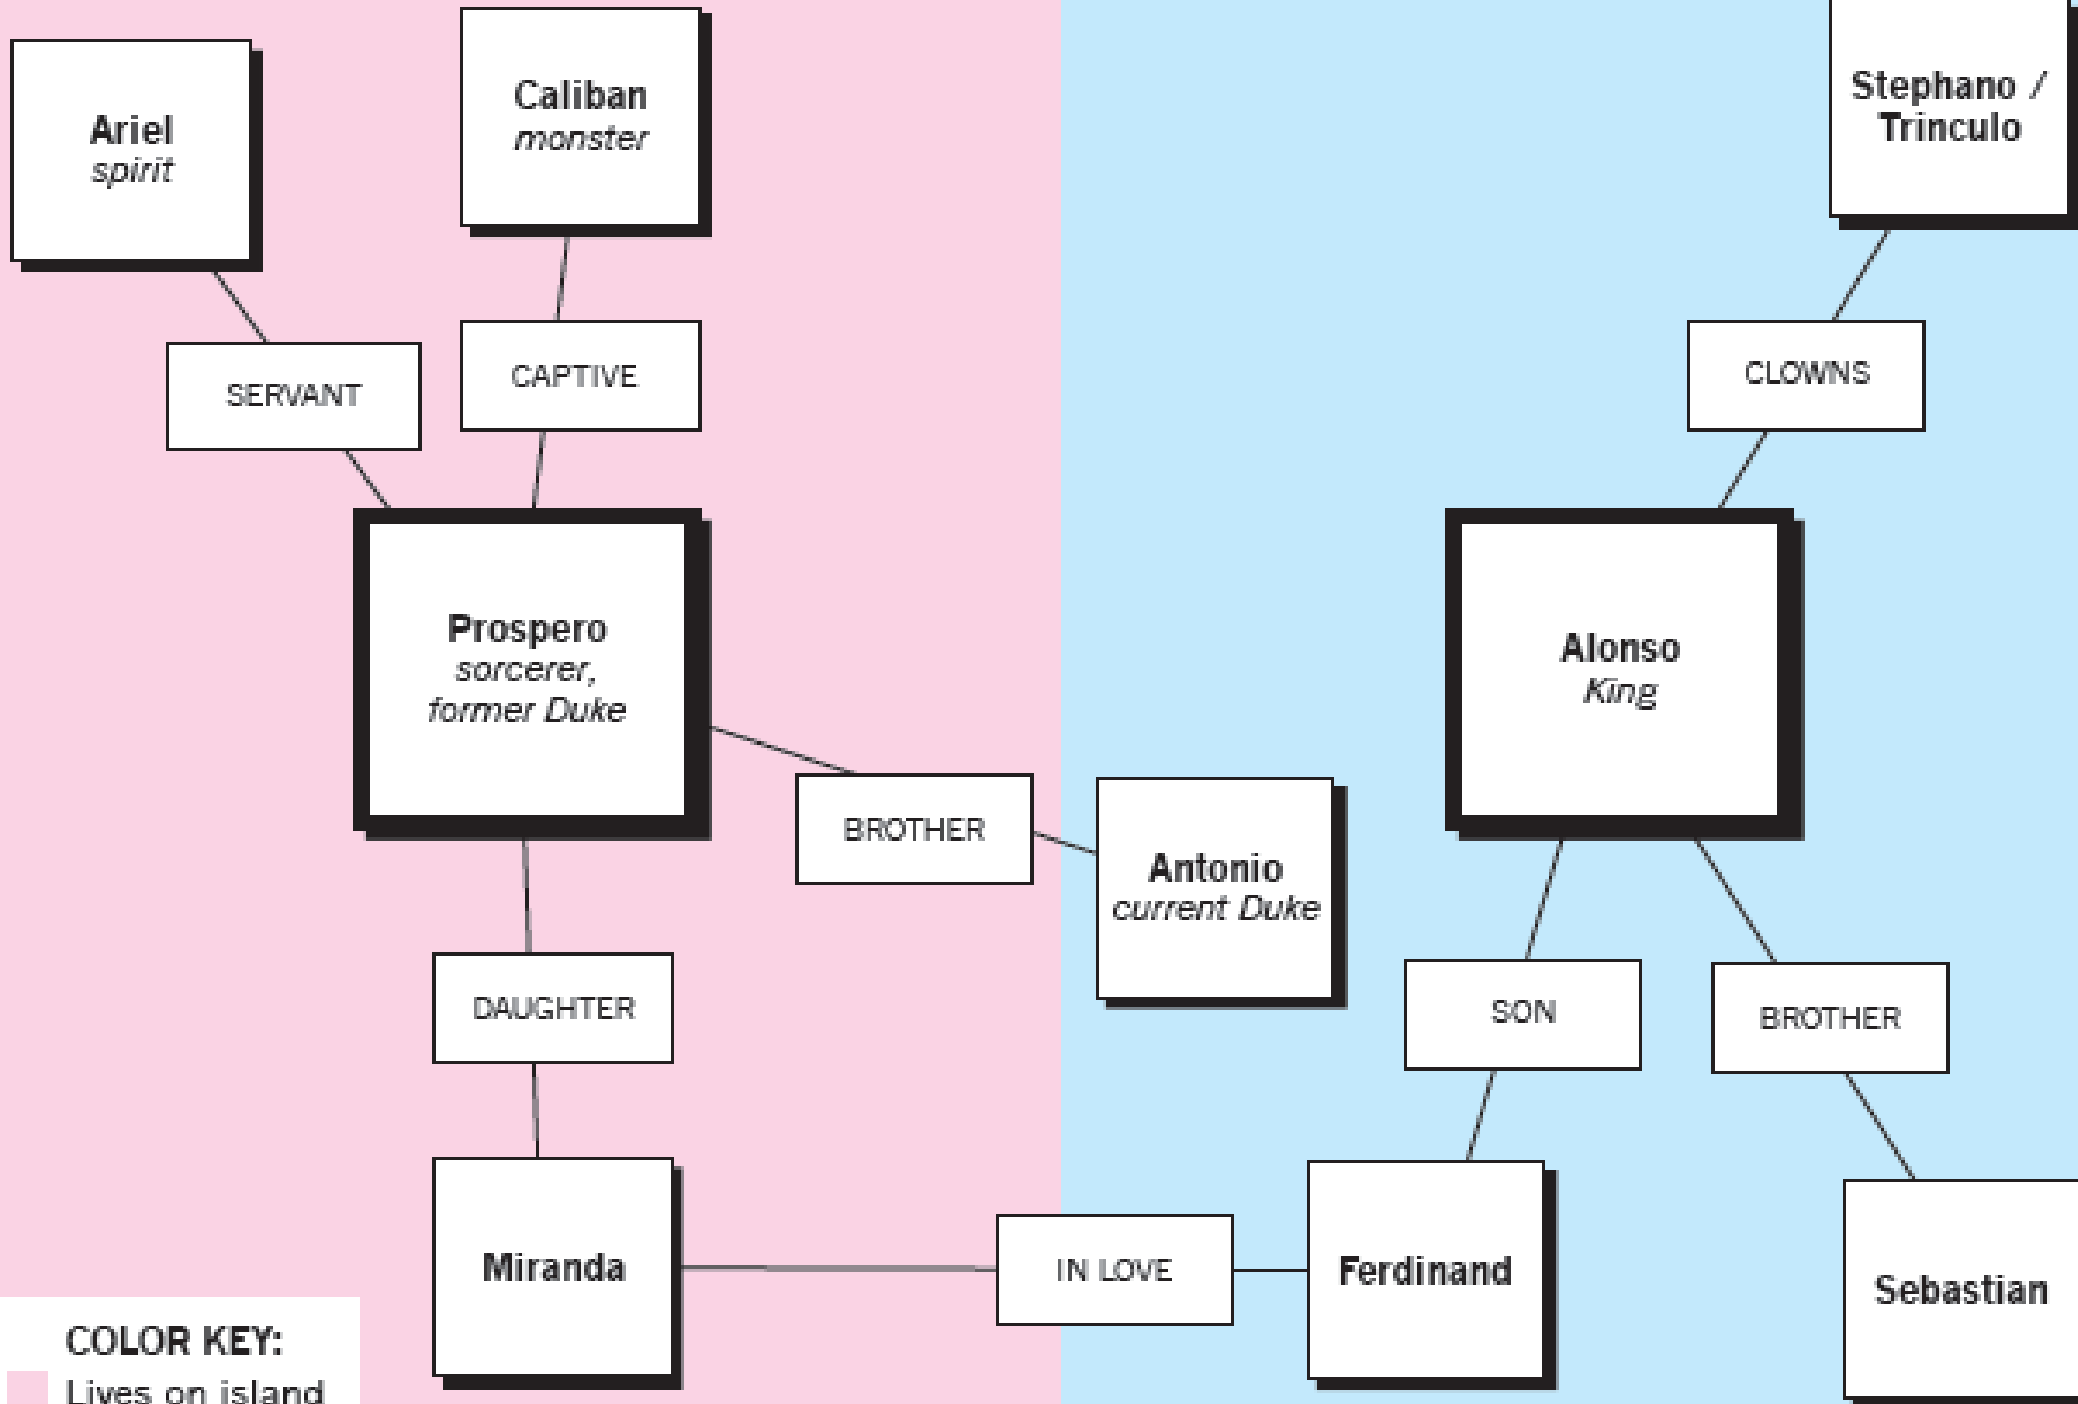 Ariel
spirit
Caliban
monster
Stephano /
Trinculo
SERVANT
CAPTIVE
CLOWNS
Prospero
sorcerer,
former Duke
Alonso
King
BROTHER
Antonio
current Duke
DAUGHTER
SON
BROTHER
Miranda
IN LOVE
Ferdinand
Sebastian
COLOR KEY:
Lives on island